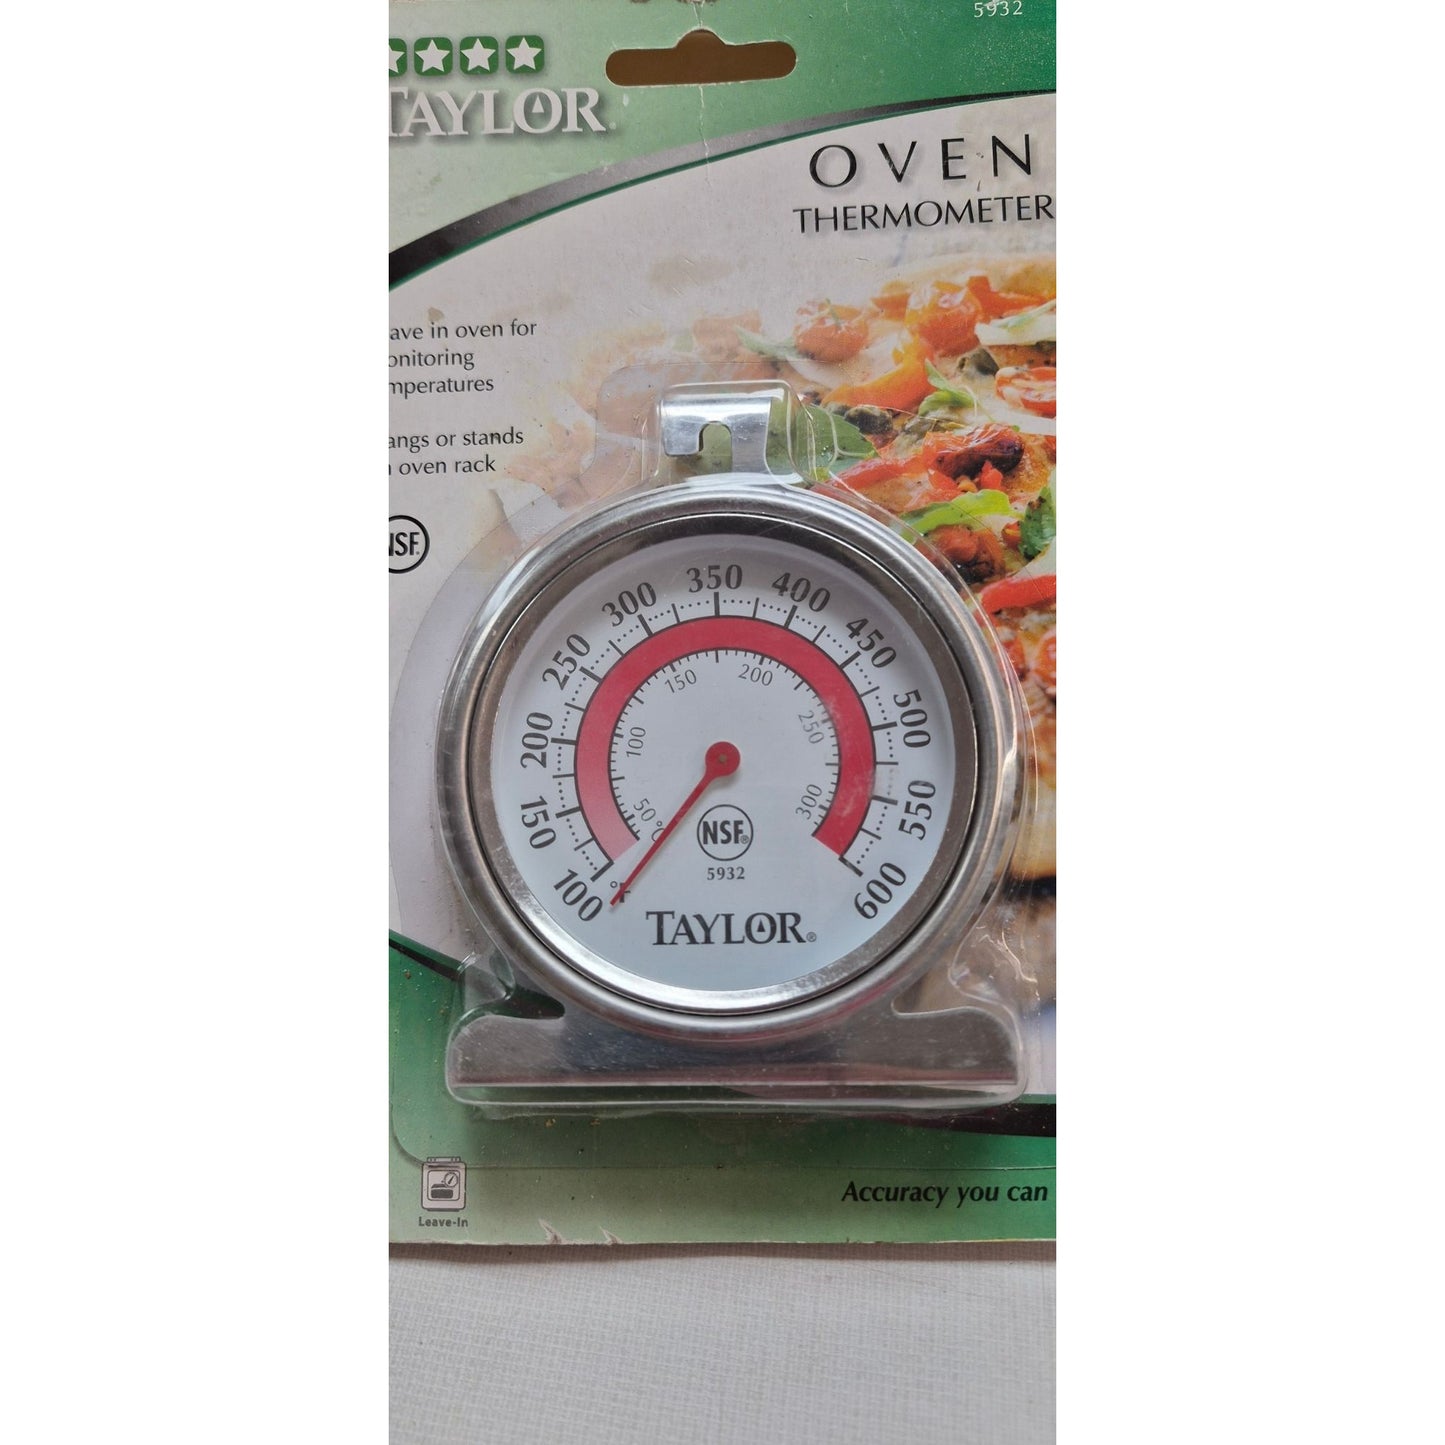 5932
TAYLOR®
OVEN
THERMOMETER
ave in oven for
onitoring
mperatures
angs or stands
n oven rack
NSF®
350
300
400
250
450
200
500
150
550
100
600
°F
150
200
100
250
50
300
°C
NSF®
5932
TAYLOR®
Leave-In
Accuracy you can